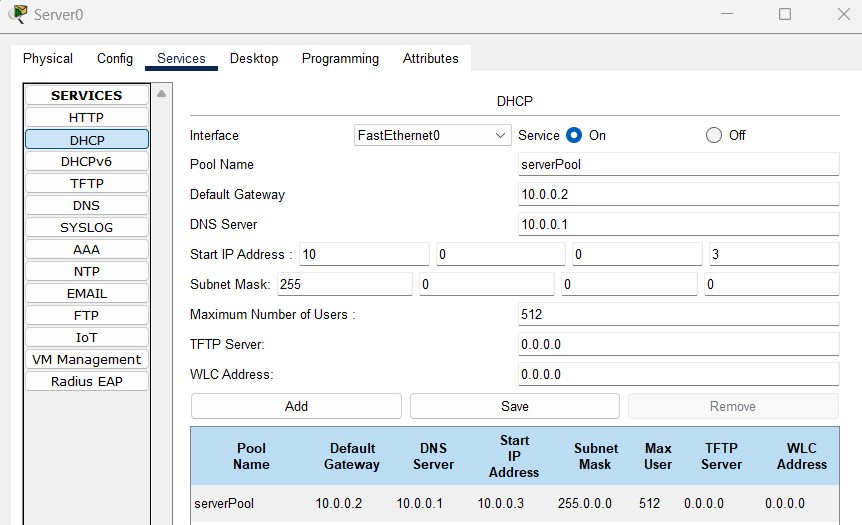 Server0
Physical Config Services Desktop Programming Attributes
SERVICES
HTTP
DHCP
DHCPv6
TFTP
DNS
SYSLOG
AAA
NTP
EMAIL
FTP
IoT
VM Management
Radius EAP
DHCP
Interface FastEthernet0 Service On Off
Pool Name serverPool
Default Gateway 10.0.0.2
DNS Server 10.0.0.1
Start IP Address : 10 0 0 3
Subnet Mask: 255 0 0 0
Maximum Number of Users : 512
TFTP Server: 0.0.0.0
WLC Address: 0.0.0.0
Add Save Remove
Pool Name Default Gateway DNS Server Start IP Address Subnet Mask Max User TFTP Server WLC Address
serverPool 10.0.0.2 10.0.0.1 10.0.0.3 255.0.0.0 512 0.0.0.0 0.0.0.0